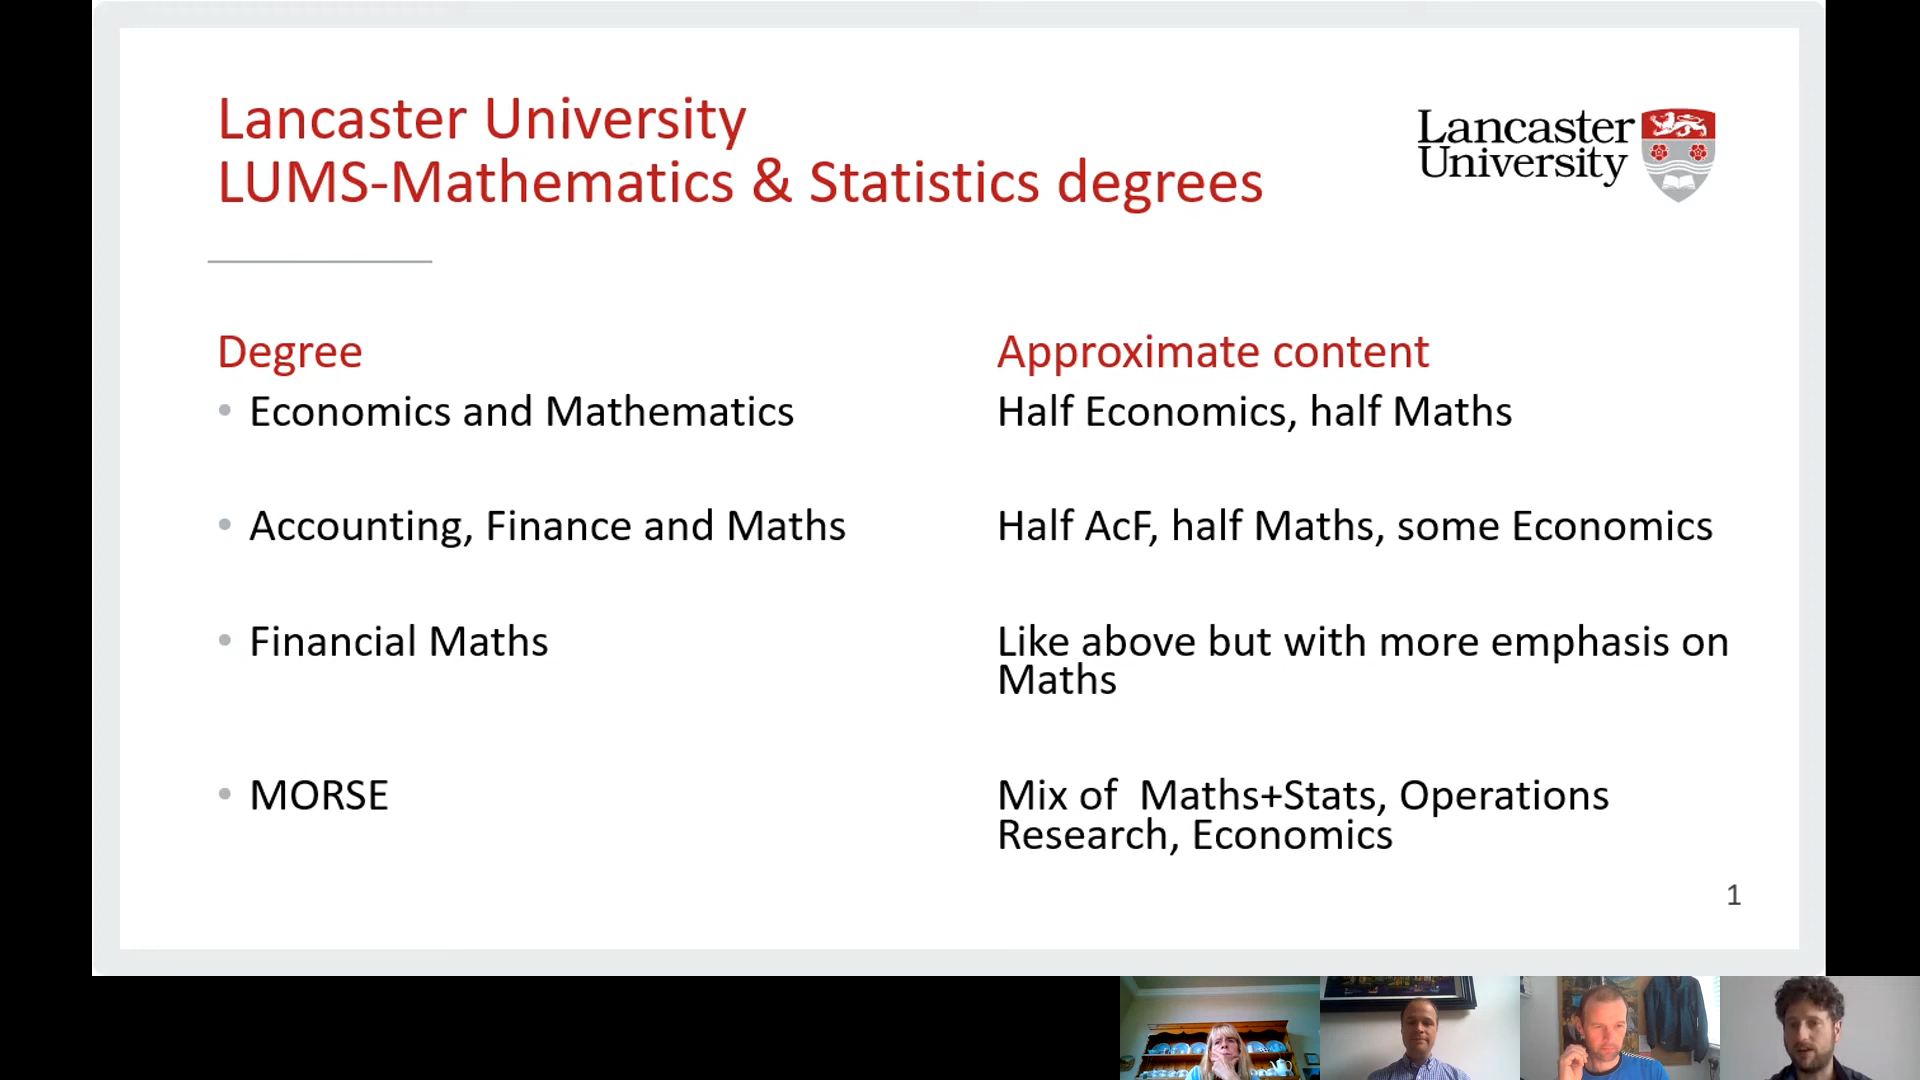 Lancaster University
LUMS-Mathematics & Statistics degrees
Lancaster
University
Degree
Approximate content
• Economics and Mathematics
Half Economics, half Maths
• Accounting, Finance and Maths
Half AcF, half Maths, some Economics
• Financial Maths
Like above but with more emphasis on
Maths
• MORSE
Mix of  Maths+Stats, Operations
Research, Economics
1